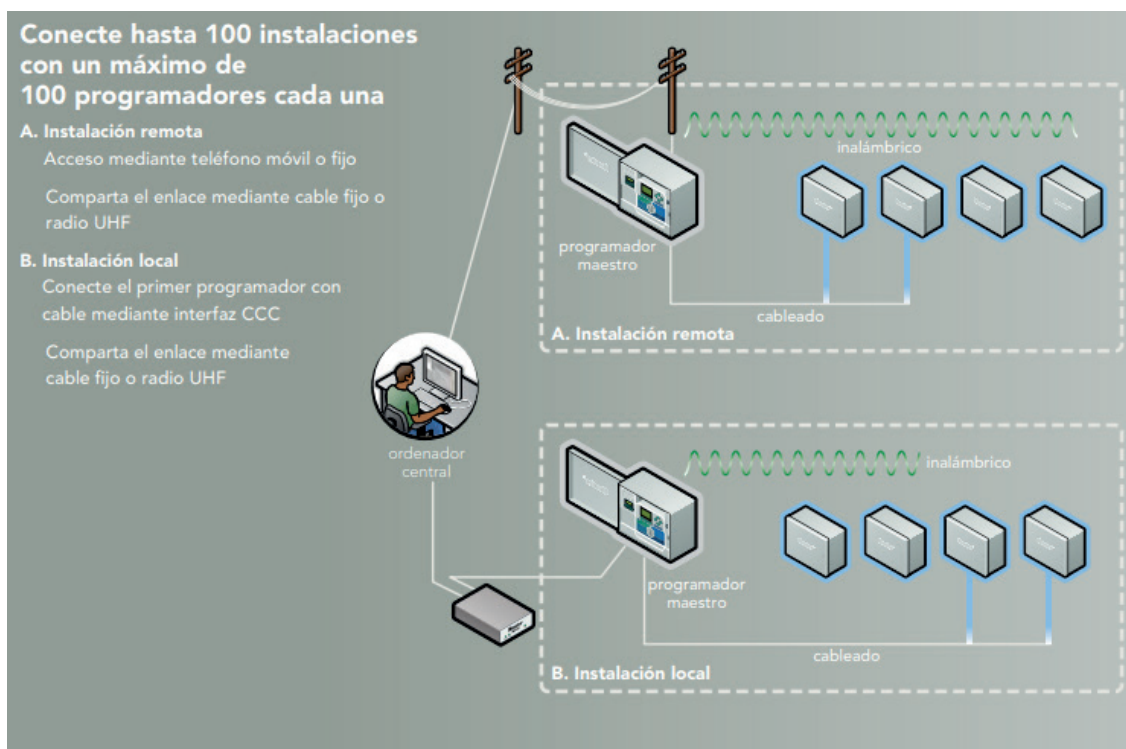 Conecte hasta 100 instalaciones
con un máximo de
100 programadores cada una
A. Instalación remota
Acceso mediante teléfono móvil o fijo
Comparta el enlace mediante cable fijo o
radio UHF
B. Instalación local
Conecte el primer programador con
cable mediante interfaz CCC
Comparta el enlace mediante
cable fijo o radio UHF
inalámbrico
programador
maestro
cableado
A. Instalación remota
ordenador
central
inalámbrico
programador
maestro
cableado
B. Instalación local